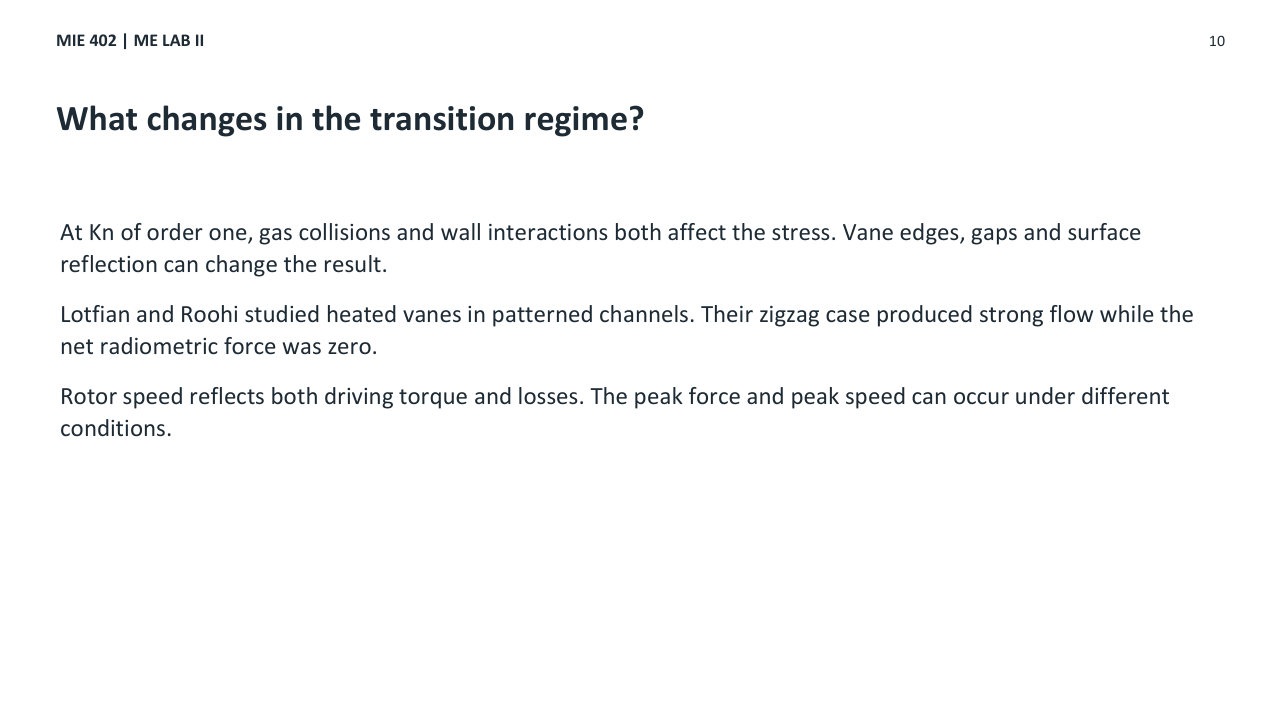 MIE 402 | ME LAB II
10
What changes in the transition regime?
At Kn of order one, gas collisions and wall interactions both affect the stress. Vane edges, gaps and surface
reflection can change the result.
Lotfian and Roohi studied heated vanes in patterned channels. Their zigzag case produced strong flow while the
net radiometric force was zero.
Rotor speed reflects both driving torque and losses. The peak force and peak speed can occur under different
conditions.